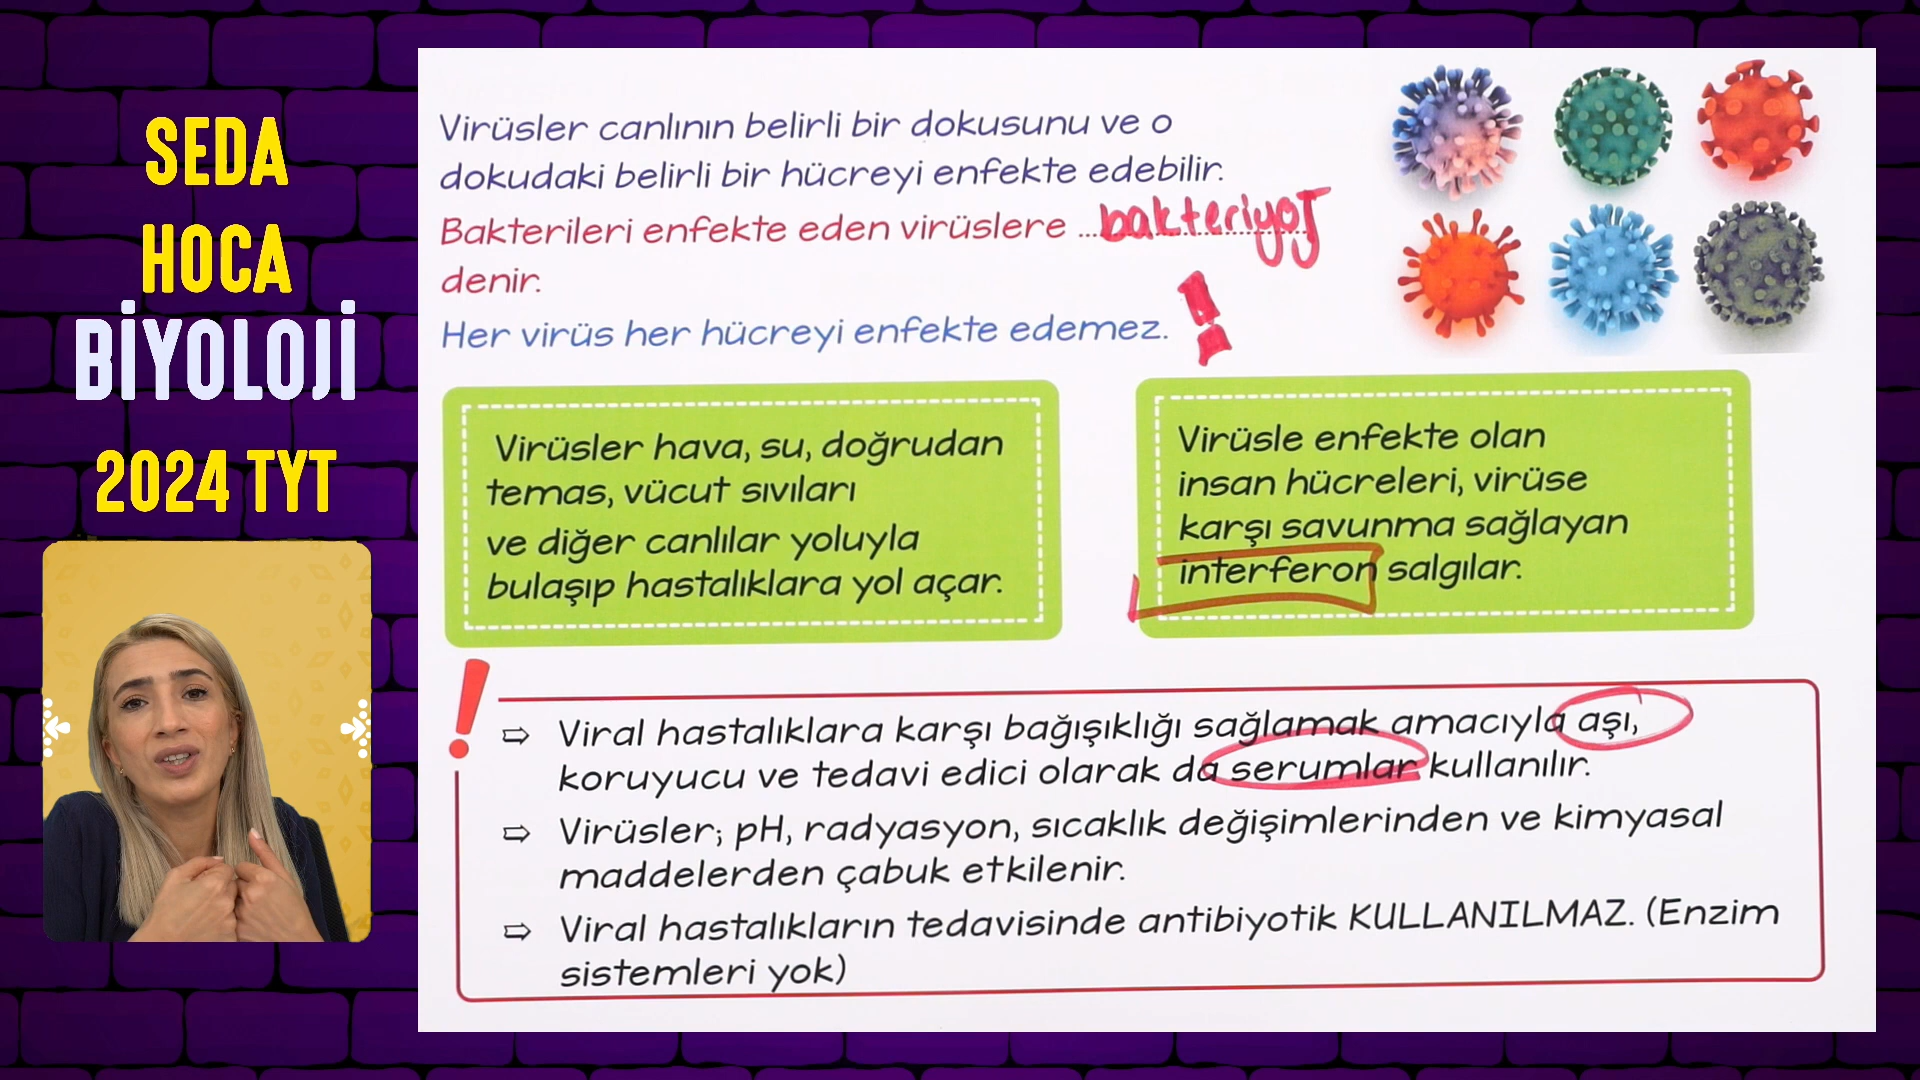 SEDA
HOCA
BİYOLOJİ
2024 TYT
Virüsler canlının belirli bir dokusunu ve o
dokudaki belirli bir hücreyi enfekte edebilir.
Bakterileri enfekte eden virüslere ... bakteriyofaj
denir.
Her virüs her hücreyi enfekte edemez. !
Virüsler hava, su, doğrudan
temas, vücut sıvıları
ve diğer canlılar yoluyla
bulaşıp hastalıklara yol açar.
Virüsle enfekte olan
insan hücreleri, virüse
karşı savunma sağlayan
interferon salgılar.
!
⇨ Viral hastalıklara karşı bağışıklığı sağlamak amacıyla aşı,
koruyucu ve tedavi edici olarak da serumlar kullanılır.
⇨ Virüsler; pH, radyasyon, sıcaklık değişimlerinden ve kimyasal
maddelerden çabuk etkilenir.
⇨ Viral hastalıkların tedavisinde antibiyotik KULLANILMAZ. (Enzim
sistemleri yok)